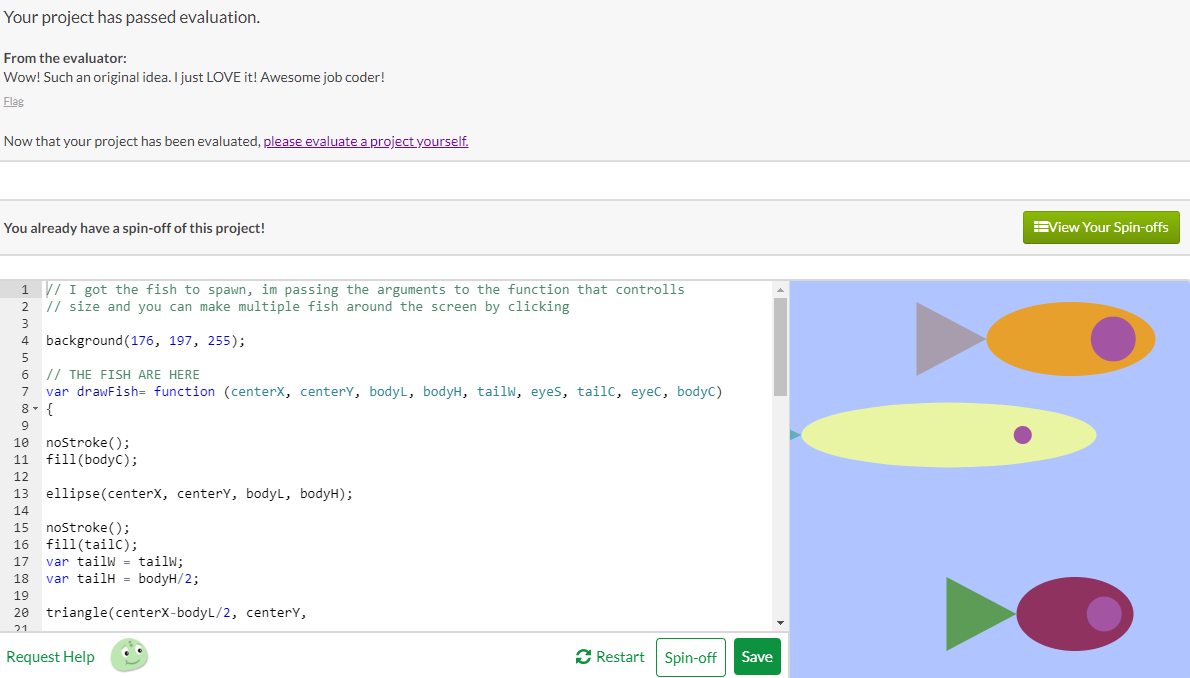 Your project has passed evaluation.
From the evaluator:
Wow! Such an original idea. I just LOVE it! Awesome job coder!
Flag
Now that your project has been evaluated, please evaluate a project yourself.
You already have a spin-off of this project!
View Your Spin-offs
1 // I got the fish to spawn, im passing the arguments to the function that controlls
2 // size and you can make multiple fish around the screen by clicking
3
4 background(176, 197, 255);
5
6 // THE FISH ARE HERE
7 var drawFish= function (centerX, centerY, bodyL, bodyH, tailW, eyeS, tailC, eyeC, bodyC)
8 {
9
10 noStroke();
11 fill(bodyC);
12
13 ellipse(centerX, centerY, bodyL, bodyH);
14
15 noStroke();
16 fill(tailC);
17 var tailW = tailW;
18 var tailH = bodyH/2;
19
20 triangle(centerX-bodyL/2, centerY,
21
Request Help
Restart
Spin-off
Save